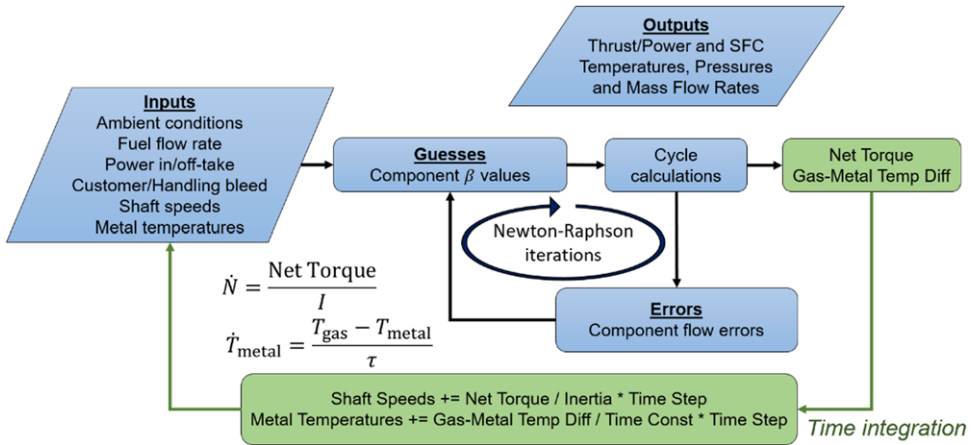 Outputs
Thrust/Power and SFC
Temperatures, Pressures
and Mass Flow Rates
Inputs
Ambient conditions
Fuel flow rate
Power in/off-take
Customer/Handling bleed
Shaft speeds
Metal temperatures
Guesses
Component β values
Cycle
calculations
Net Torque
Gas-Metal Temp Diff
Newton-Raphson
iterations
Errors
Component flow errors
Ṅ = Net Torque / I
Ṫ_metal = (T_gas − T_metal) / τ
Shaft Speeds += Net Torque / Inertia * Time Step
Metal Temperatures += Gas-Metal Temp Diff / Time Const * Time Step
Time integration